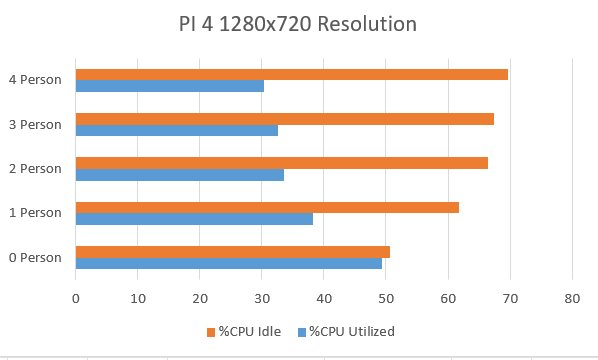 PI 4 1280x720 Resolution
4 Person
3 Person
2 Person
1 Person
0 Person
0 10 20 30 40 50 60 70 80
%CPU Idle %CPU Utilized